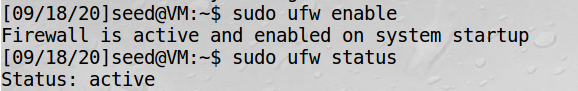 [09/18/20]seed@VM:~$ sudo ufw enable
Firewall is active and enabled on system startup
[09/18/20]seed@VM:~$ sudo ufw status
Status: active